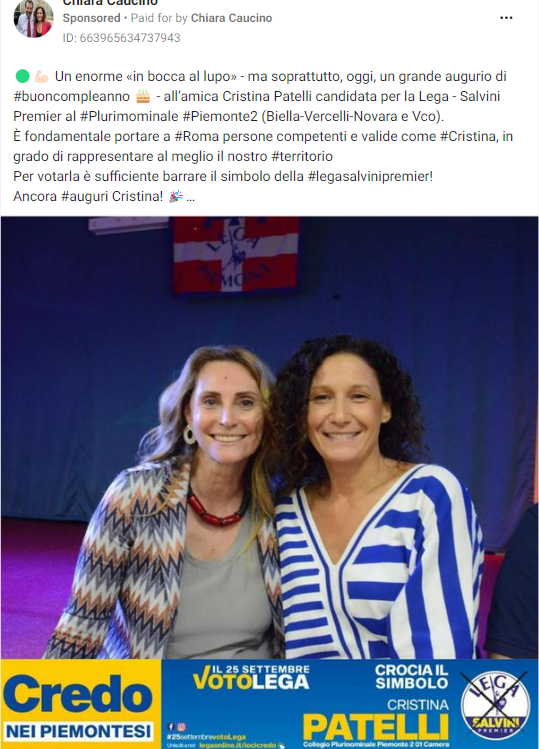 Chiara Caucino
Sponsored • Paid for by Chiara Caucino
ID: 663965634737943
Un enorme «in bocca al lupo» - ma soprattutto, oggi, un grande augurio di
#buoncompleanno - all'amica Cristina Patelli candidata per la Lega - Salvini
Premier al #Plurimominale #Piemonte2 (Biella-Vercelli-Novara e Vco).
È fondamentale portare a #Roma persone competenti e valide come #Cristina, in
grado di rappresentare al meglio il nostro #territorio
Per votarla è sufficiente barrare il simbolo della #legasalvinipremier!
Ancora #auguri Cristina! ...
LEGA
PIEMONTE
Credo
NEI PIEMONTESI
IL 25 SETTEMBRE
VOTOLEGA
#25settembrevotoLega
Unisciti a noi: legaonline.it/iocicredo
CROCIA IL
SIMBOLO
CRISTINA
PATELLI
Collegio Plurinominale Piemonte 2 01 Camera
LEGA
SALVINI
PREMIER